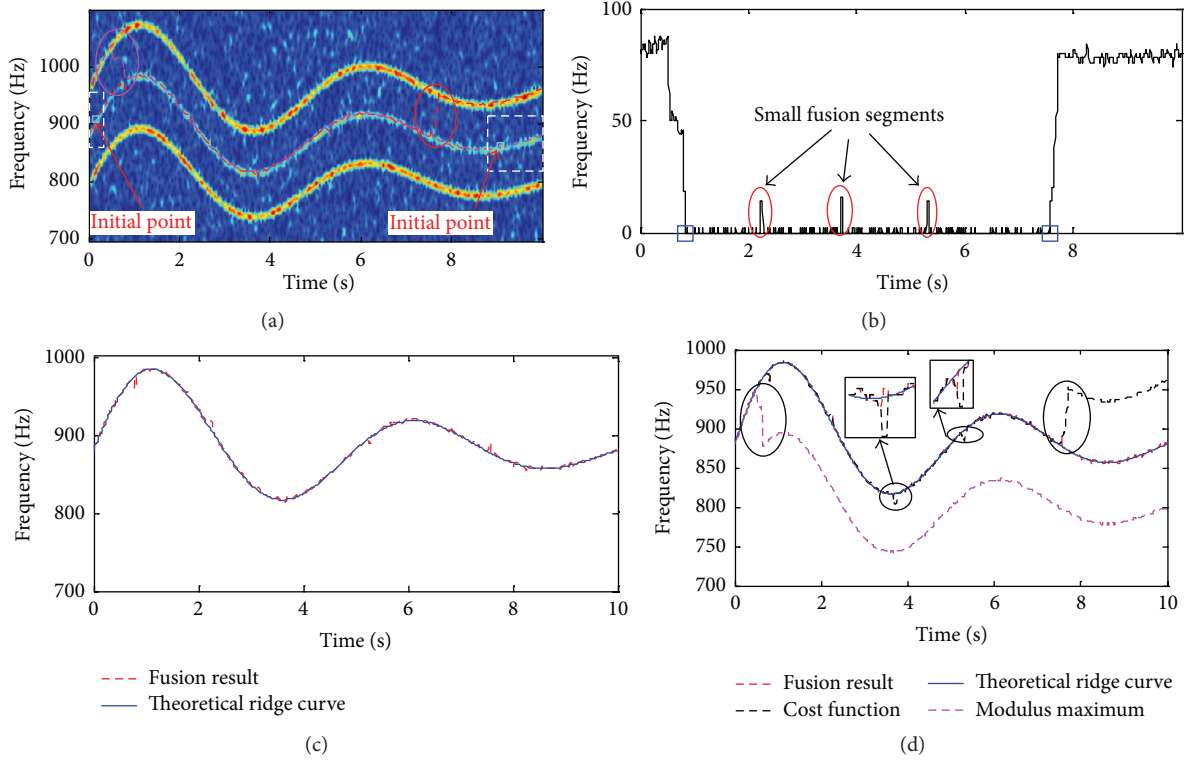 Frequency (Hz)
1000
900
800
700
Initial point
Initial point
0
2
4
6
8
Time (s)
(a)
Frequency (Hz)
100
50
0
Small fusion segments
0
2
4
6
8
Time (s)
(b)
Frequency (Hz)
1000
900
800
700
0
2
4
6
8
10
Time (s)
Fusion result
Theoretical ridge curve
(c)
Frequency (Hz)
1000
950
900
850
800
750
700
0
2
4
6
8
10
Time (s)
Fusion result
Theoretical ridge curve
Cost function
Modulus maximum
(d)